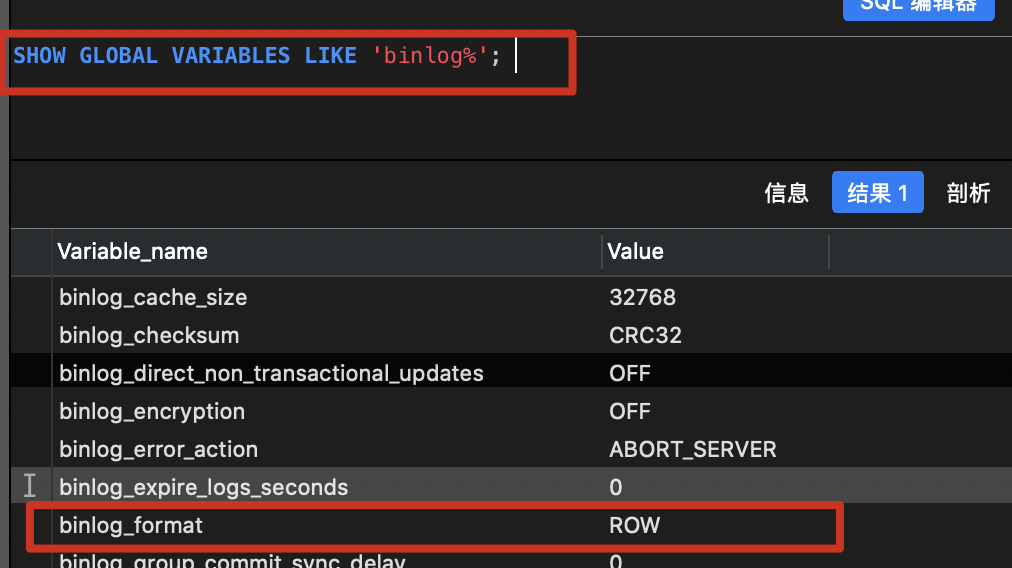 SQL 编辑器
SHOW GLOBAL VARIABLES LIKE 'binlog%';
信息 结果 1 剖析
Variable_name Value
binlog_cache_size 32768
binlog_checksum CRC32
binlog_direct_non_transactional_updates OFF
binlog_encryption OFF
binlog_error_action ABORT_SERVER
binlog_expire_logs_seconds 0
binlog_format ROW
binlog_group_commit_sync_delay 0